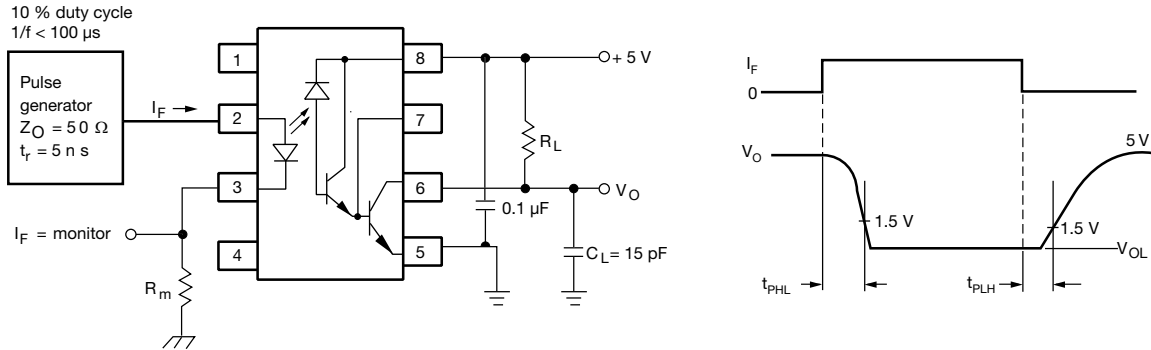 10 % duty cycle
1/f < 100 µs
Pulse
generator
Z_O = 50 Ω
t_r = 5 n s
I_F
1
2
3
4
8
7
6
5
+ 5 V
R_L
V_O
0.1 µF
C_L = 15 pF
I_F = monitor
R_m
I_F
0
V_O
5 V
1.5 V
1.5 V
V_OL
t_PHL
t_PLH